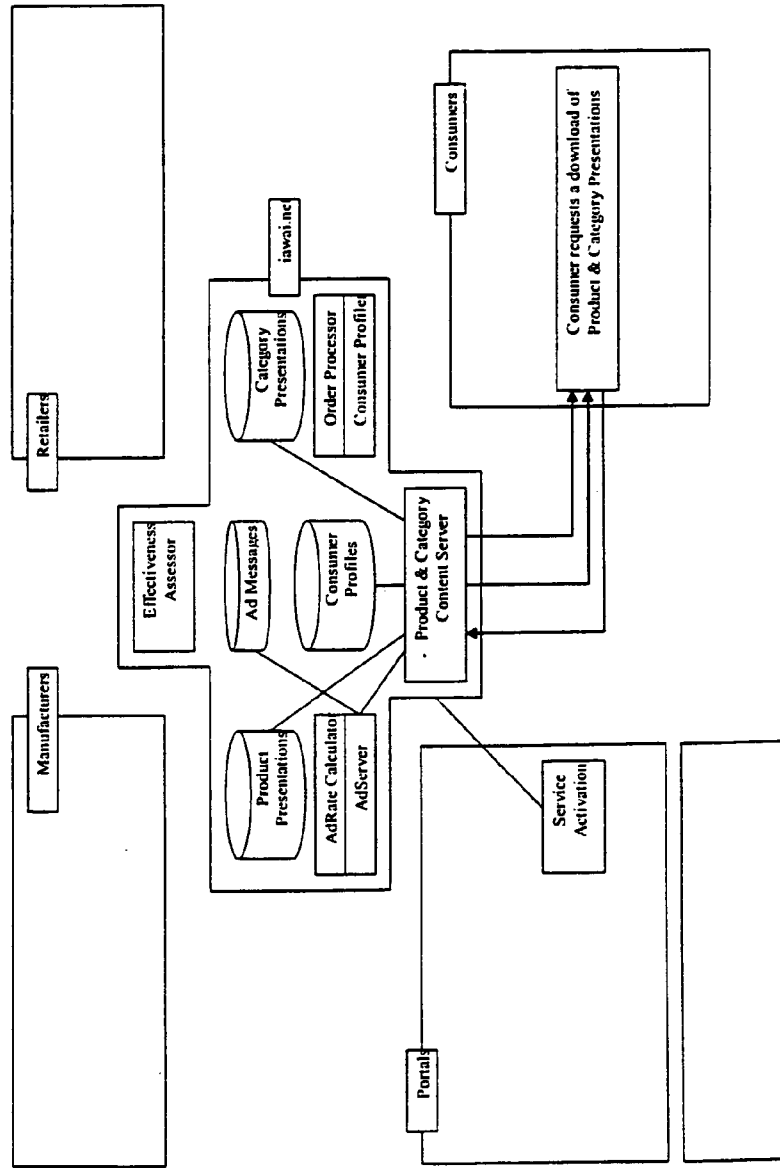 Manufacturers
Retailers
Effectiveness
Assessor
Product
Presentations
Ad Messages
Category
Presentations
iawai.net
AdRate Calculator
AdServer
Consumer
Profiles
Order Processor
Consumer Profiler
Product & Category
Content Server
Portals
Service
Activation
Consumers
Consumer requests a download of
Product & Category Presentations